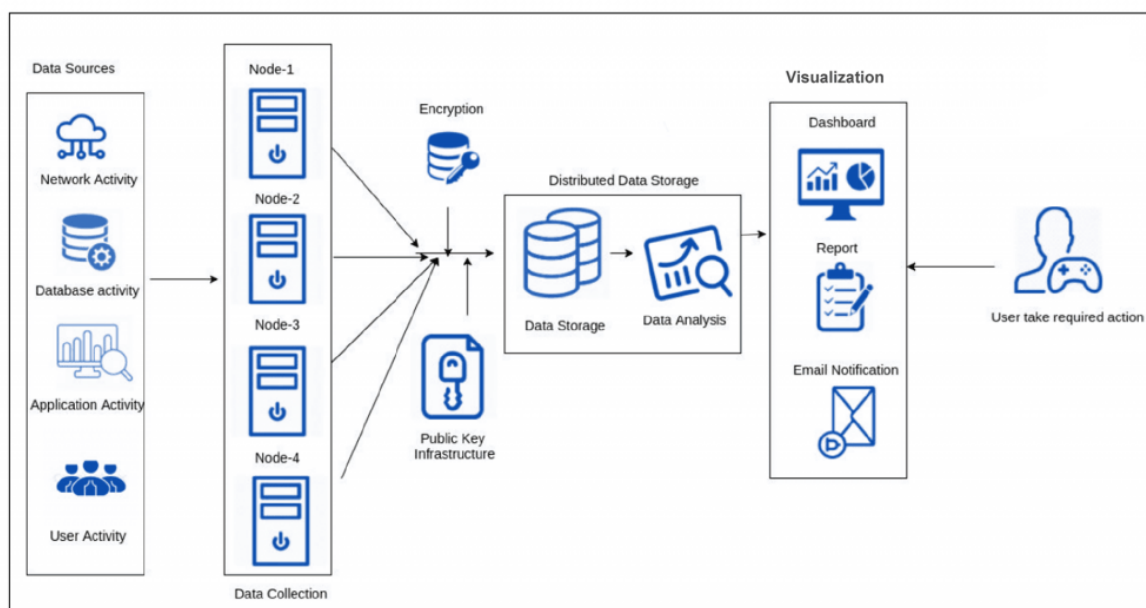 Data Sources
Network Activity
Database activity
Application Activity
User Activity
Node-1
Node-2
Node-3
Node-4
Data Collection
Encryption
Public Key
Infrastructure
Distributed Data Storage
Data Storage
Data Analysis
Visualization
Dashboard
Report
Email Notification
User take required action